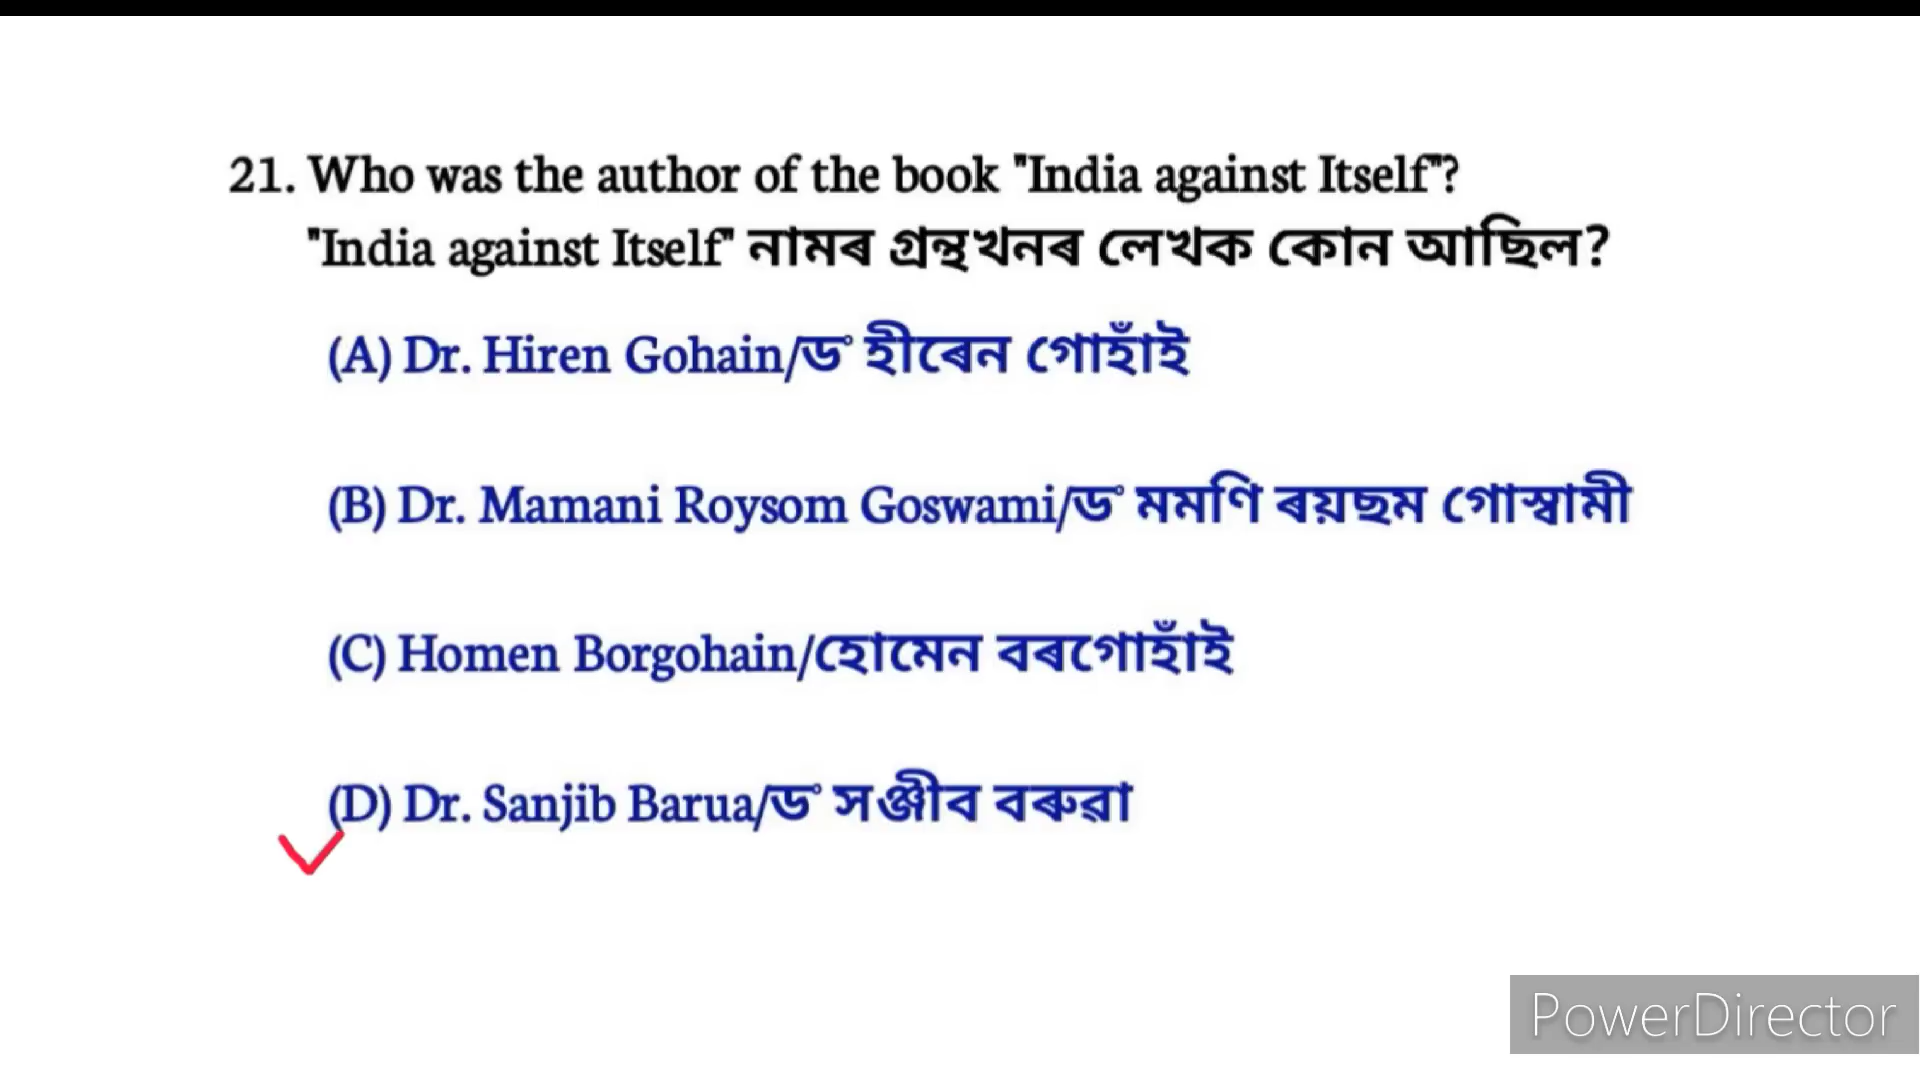 21. Who was the author of the book "India against Itself"?
"India against Itself" নামৰ গ্ৰন্থখনৰ লেখক কোন আছিল?
(A) Dr. Hiren Gohain/ড° হীৰেন গোহাঁই
(B) Dr. Mamani Roysom Goswami/ড° মমণি ৰয়ছম গোস্বামী
(C) Homen Borgohain/হোমেন বৰগোহাঁই
(D) Dr. Sanjib Barua/ড° সঞ্জীব বৰুৱা
PowerDirector